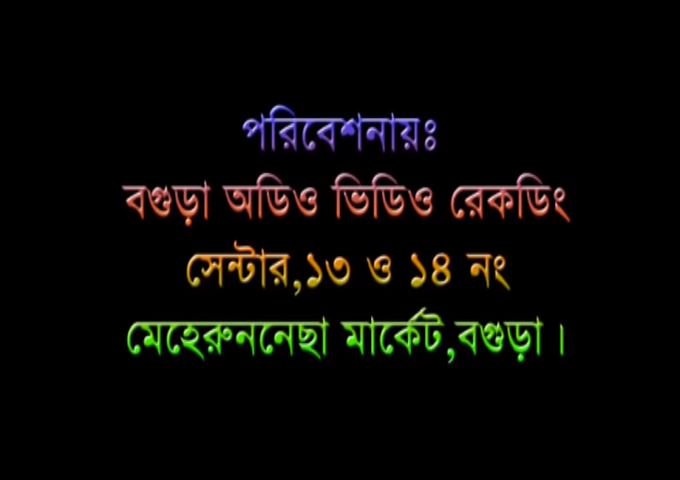 পরিবেশনায়ঃ
বগুড়া অডিও ভিডিও রেকডিং
সেন্টার,১৩ ও ১৪ নং
মেহেরুননেছা মার্কেট,বগুড়া।